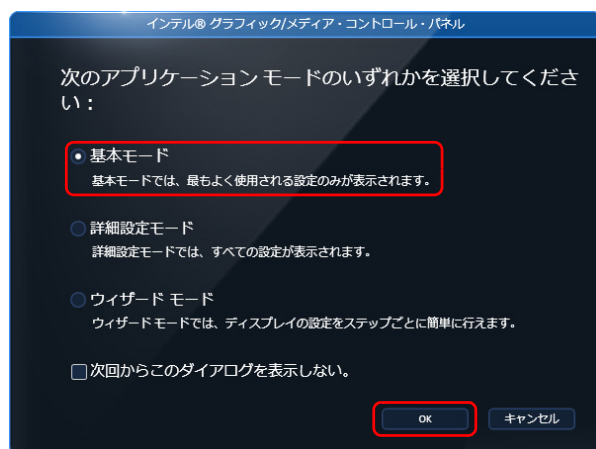 インテル® グラフィック/メディア・コントロール・パネル
次のアプリケーション モードのいずれかを選択してくださ
い：
基本モード
基本モードでは、最もよく使用される設定のみが表示されます。
詳細設定モード
詳細設定モードでは、すべての設定が表示されます。
ウィザード モード
ウィザード モードでは、ディスプレイの設定をステップごとに簡単に行えます。
次回からこのダイアログを表示しない。
OK キャンセル